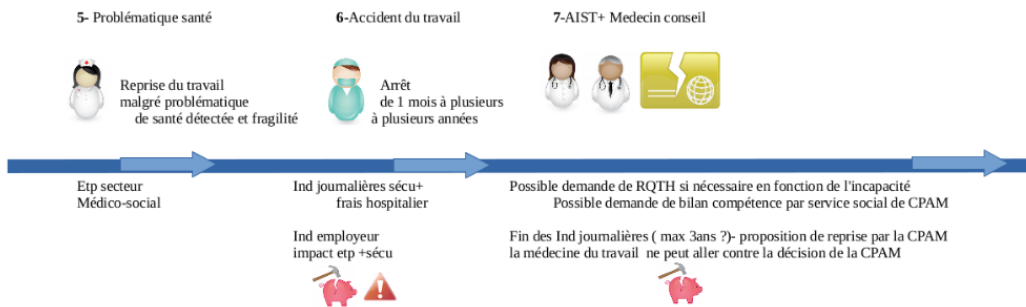 5- Problématique santé
6-Accident du travail
7-AIST+ Medecin conseil
Reprise du travail
malgré problématique
de santé détectée et fragilité
Arrêt
de 1 mois à plusieurs
à plusieurs années
Etp secteur
Médico-social
Ind journalières sécu+
frais hospitalier
Ind employeur
impact etp +sécu
Possible demande de RQTH si nécessaire en fonction de l'incapacité
Possible demande de bilan compétence par service social de CPAM
Fin des Ind journalières ( max 3ans ?)- proposition de reprise par la CPAM
la médecine du travail ne peut aller contre la décision de la CPAM